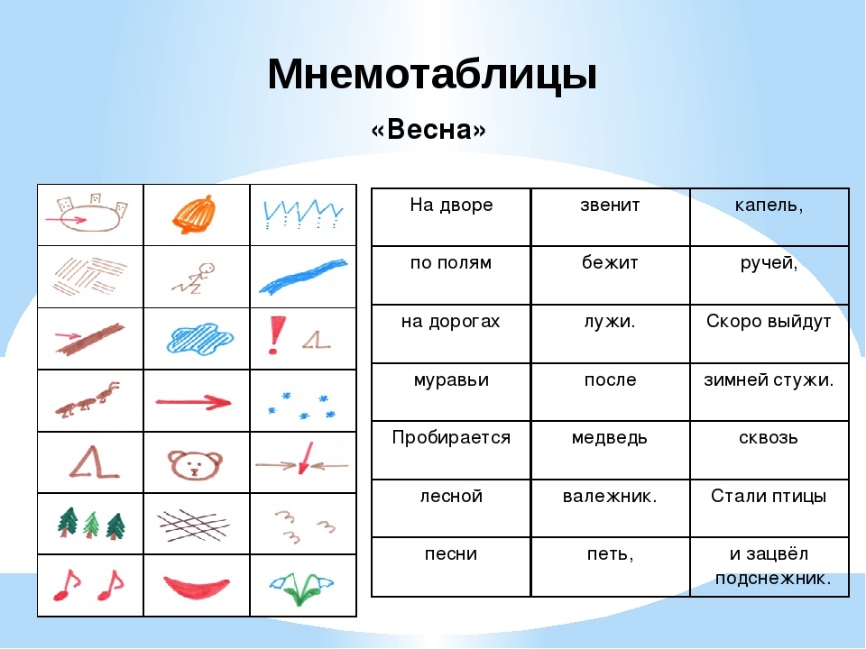 Мнемотаблицы
«Весна»
На дворе звенит капель,
по полям бежит ручей,
на дорогах лужи. Скоро выйдут
муравьи после зимней стужи.
Пробирается медведь сквозь
лесной валежник. Стали птицы
песни петь, и зацвёл
подснежник.